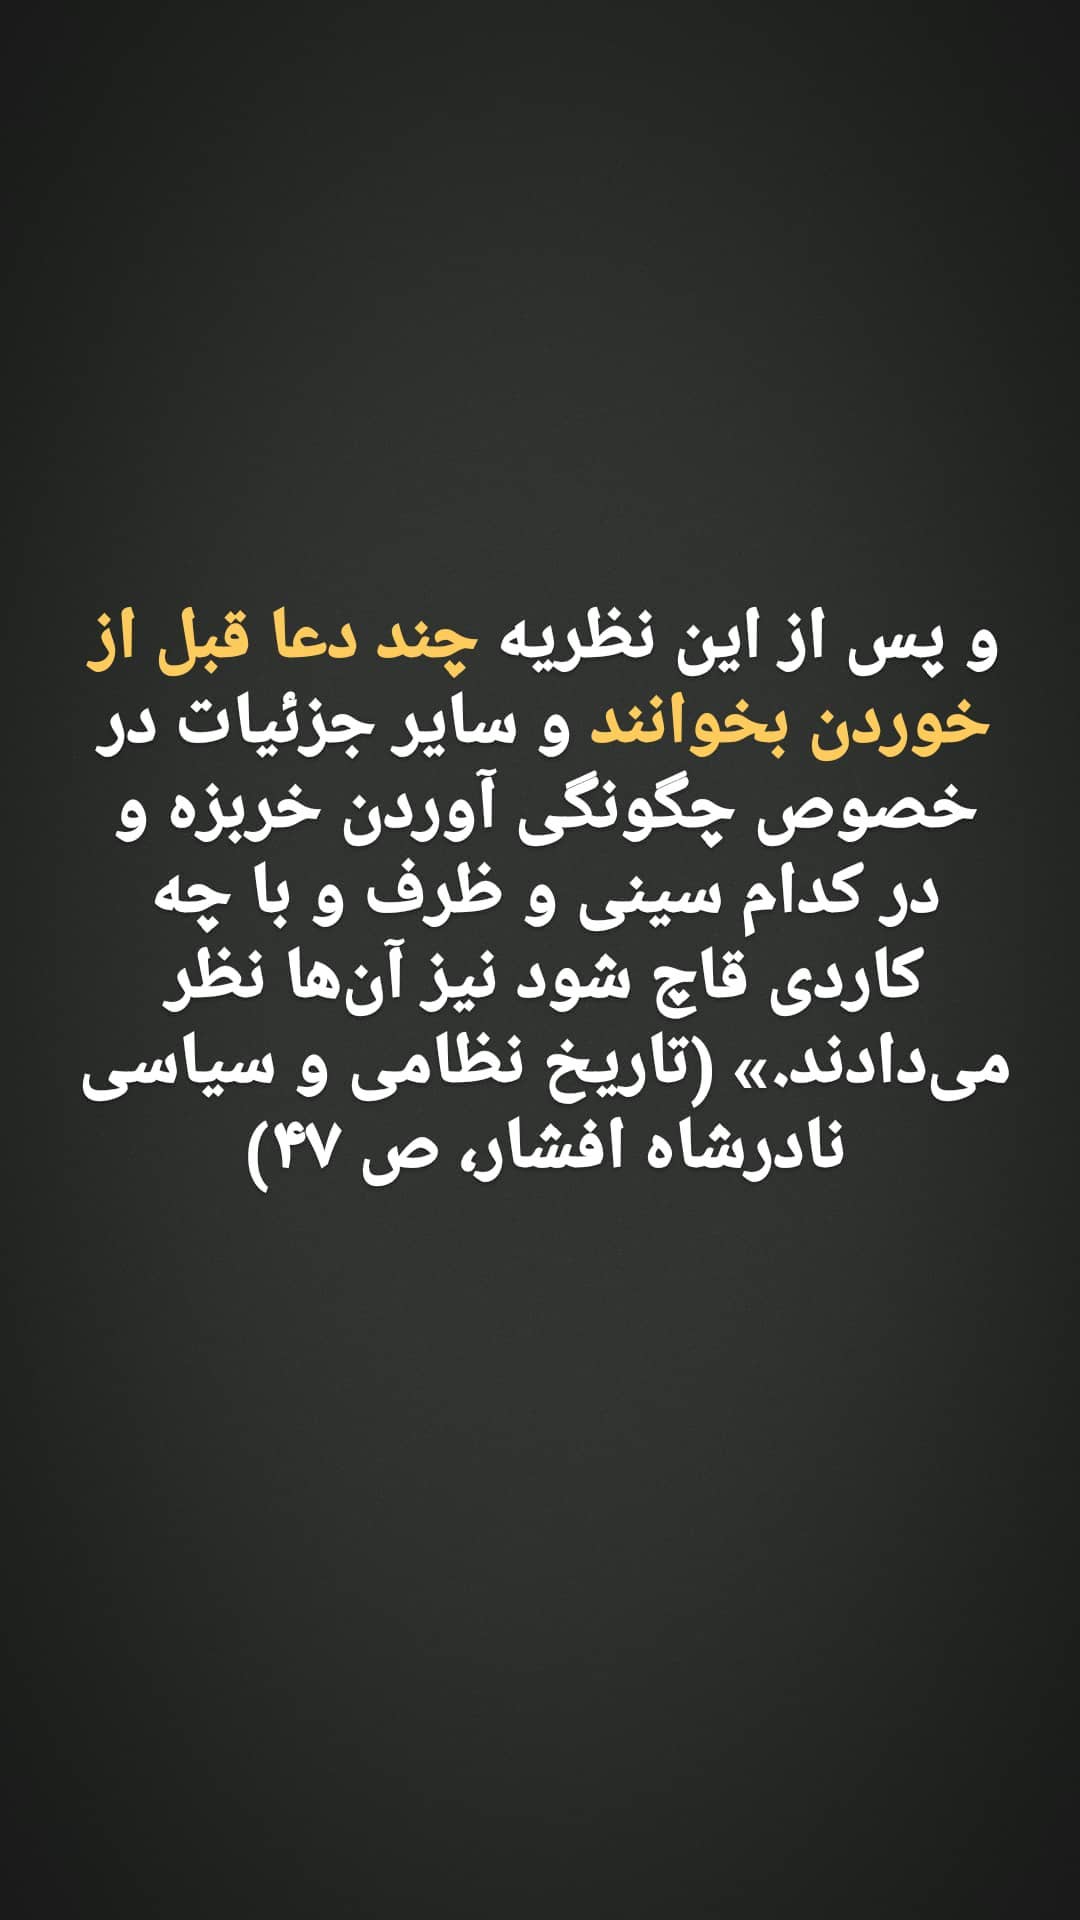 و پس از این نظریه چند دعا قبل از
خوردن بخوانند و سایر جزئیات در
خصوص چگونگی آوردن خربزه و
در کدام سینی و ظرف و با چه
کاردی قاچ شود نیز آن‌ها نظر
می‌دادند.» (تاریخ نظامی و سیاسی
نادرشاه افشار، ص ۴۷)